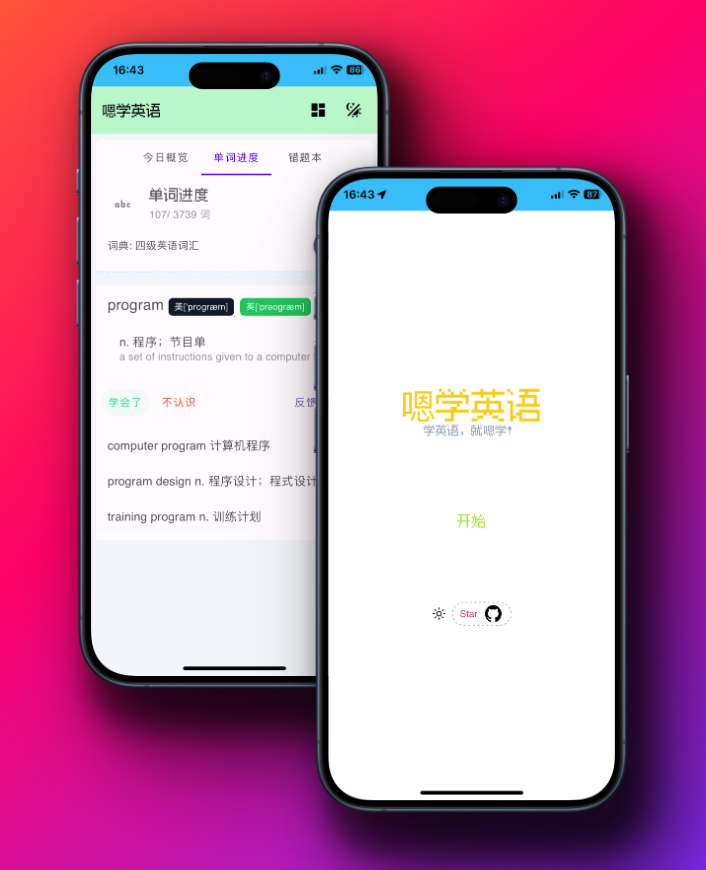 16:43
86
嗯学英语
今日概览 单词进度 错题本
abc
单词进度
107/ 3739 词
词典: 四级英语词汇
program 英['progræm] 美['prəʊgræm]
n. 程序；节目单
a set of instructions given to a computer
学会了 不认识 反馈
computer program 计算机程序
program design n. 程序设计；程式设计
training program n. 训练计划
16:43
87
嗯学英语
学英语，就嗯学!
开始
Star